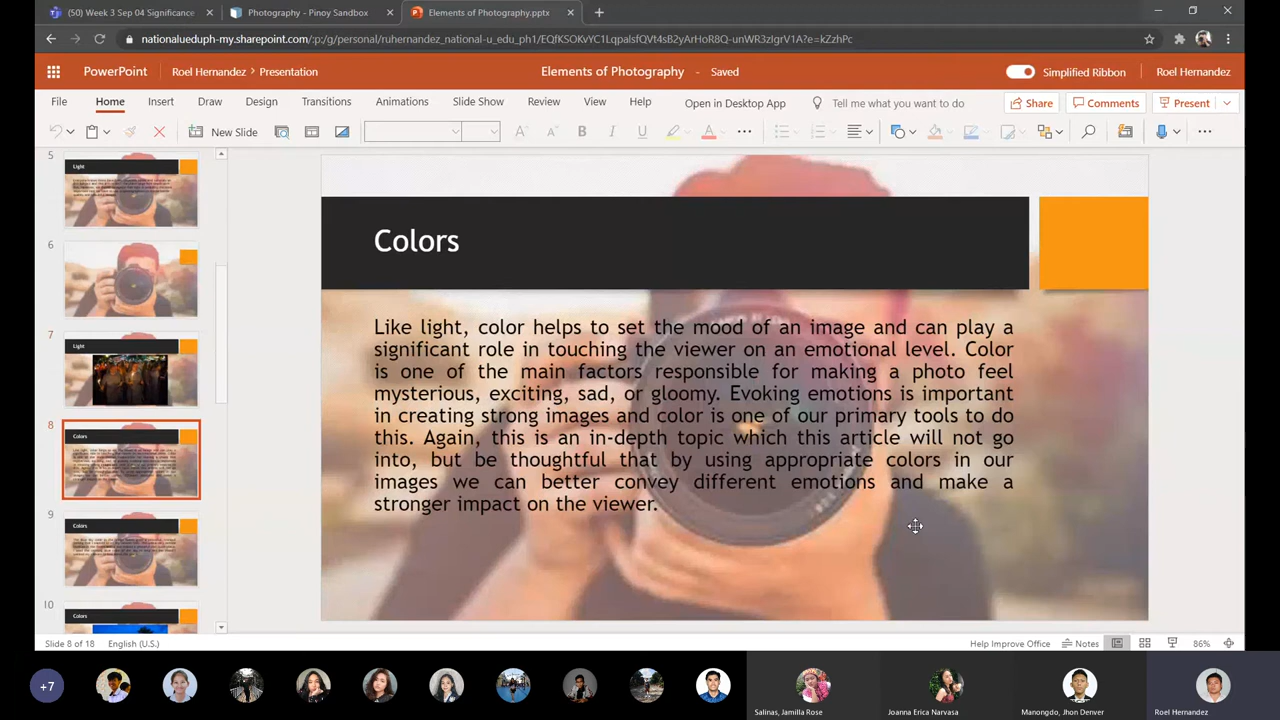 (50) Week 3 Sep 04 Significance
Photography - Pinoy Sandbox
Elements of Photography.pptx
nationalueduph-my.sharepoint.com/:p:/g/personal/ruhernandez_national-u_edu_ph1/EQfKSOKvYC1LqpalsfQVt4sB2yArHoR8Q-unWR3zIgrV1A?e=kZzhPc
PowerPoint
Roel Hernandez > Presentation
Elements of Photography - Saved
Simplified Ribbon
Roel Hernandez
File Home Insert Draw Design Transitions Animations Slide Show Review View Help Open in Desktop App Tell me what you want to do Share Comments Present
New Slide
B I U A
5
Light
6
7
Light
8
Colors
9
Colors
10
Colors
Colors
Like light, color helps to set the mood of an image and can play a
significant role in touching the viewer on an emotional level. Color
is one of the main factors responsible for making a photo feel
mysterious, exciting, sad, or gloomy. Evoking emotions is important
in creating strong images and color is one of our primary tools to do
this. Again, this is an in-depth topic which this article will not go
into, but be thoughtful that by using appropriate colors in our
images we can better convey different emotions and make a
stronger impact on the viewer.
Slide 8 of 18 English (U.S.)
Help Improve Office Notes 86%
+7
Salinas, Jamilla Rose
Joanna Erica Narvasa
Manongdo, Jhon Denver
Roel Hernandez